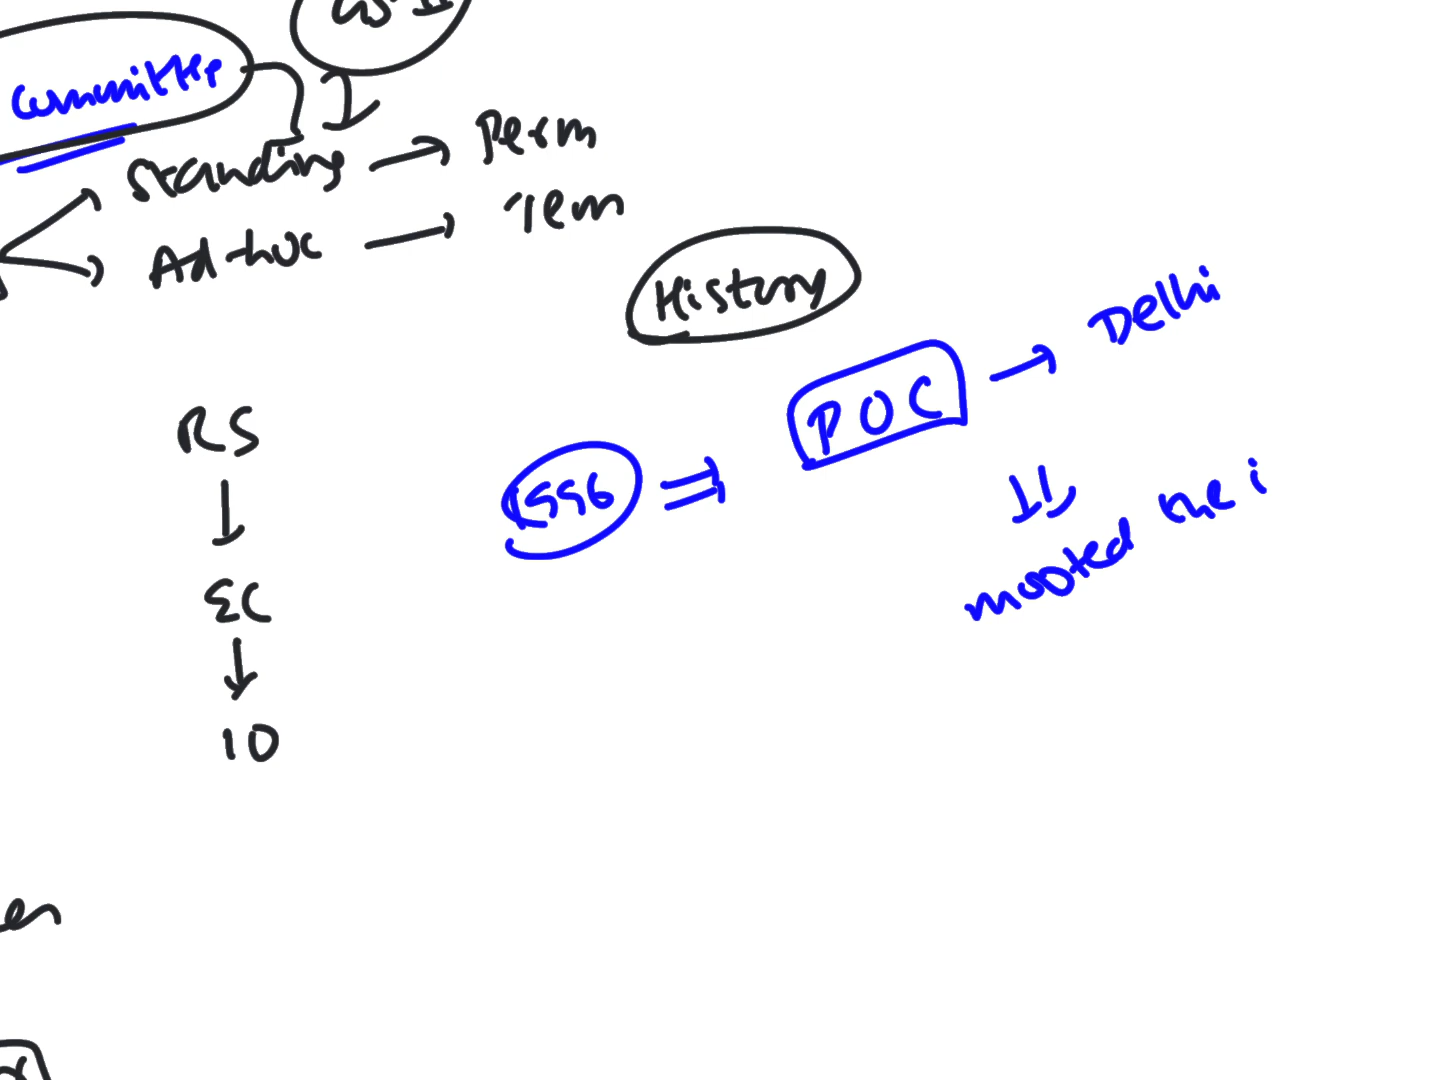 Committee
Standing → Perm
Ad-hoc → Tem
History
POC → Delhi
RS
1996 ⇒
↓
mooted the i
EC
↓
10